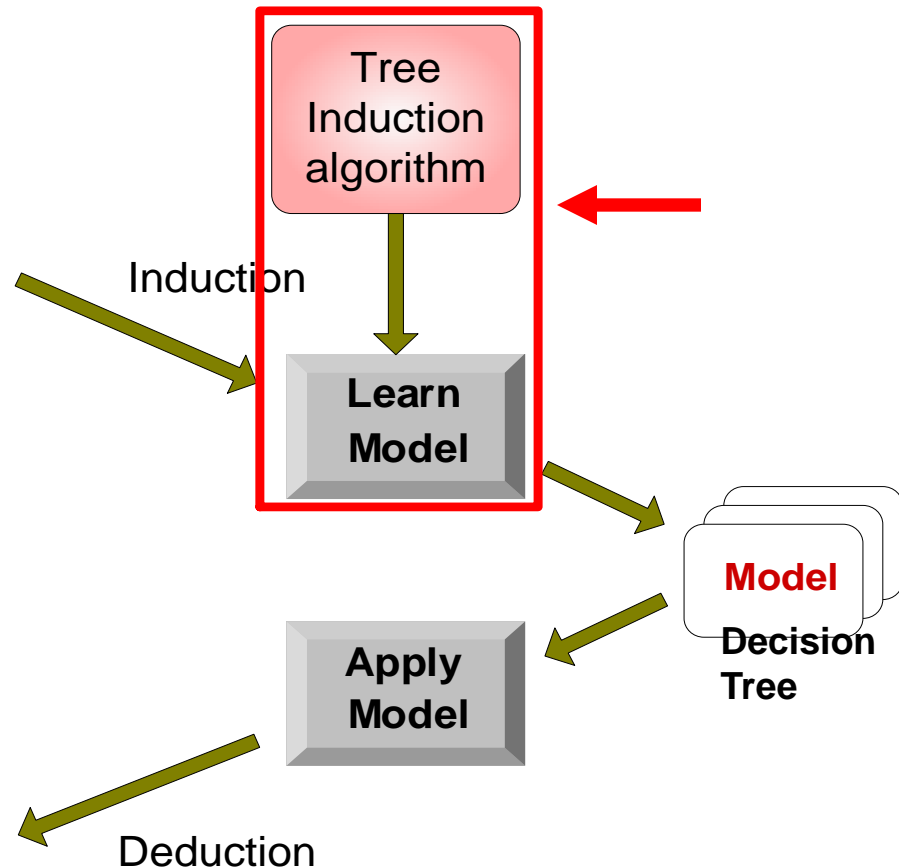 Tree
Induction
algorithm
Induction
Learn
Model
Model
Decision
Tree
Apply
Model
Deduction